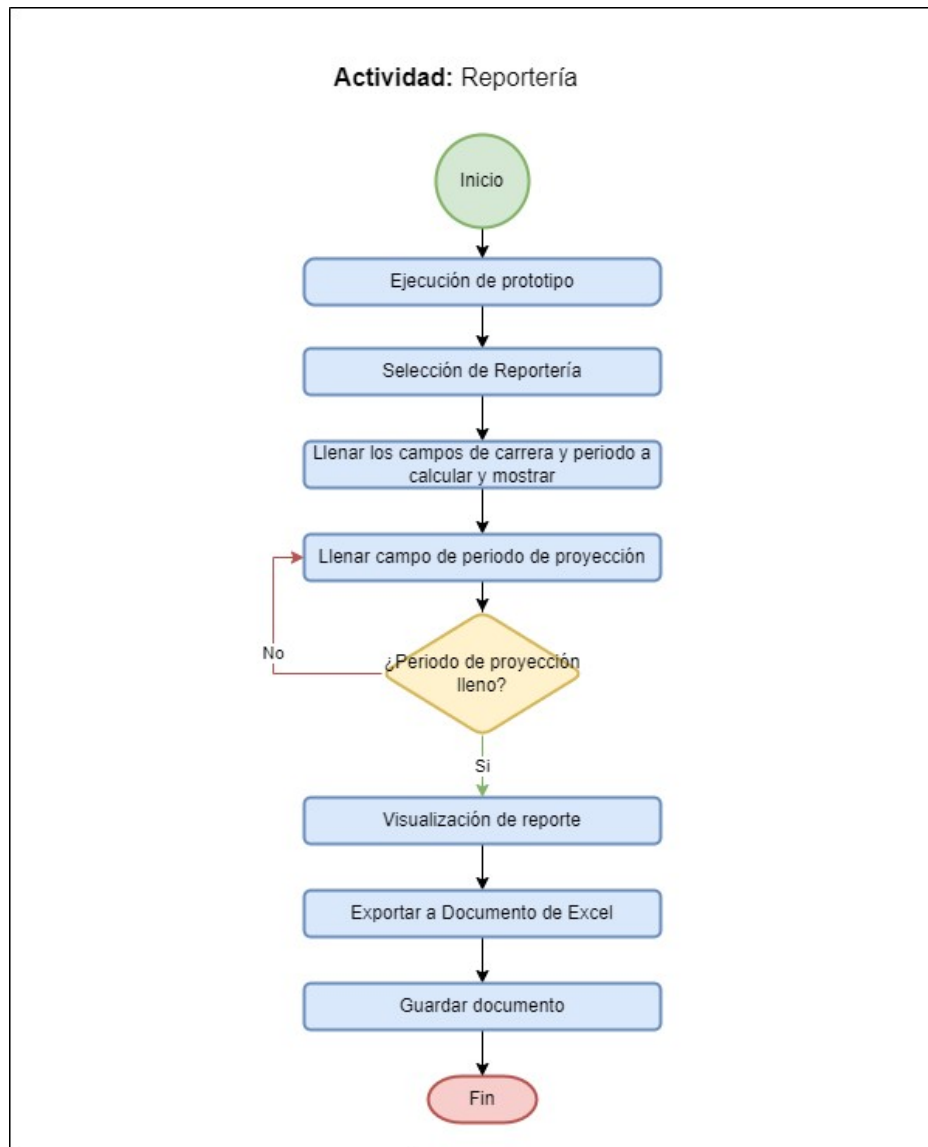 Actividad: Reportería
Inicio
Ejecución de prototipo
Selección de Reportería
Llenar los campos de carrera y periodo a
calcular y mostrar
Llenar campo de periodo de proyección
¿Periodo de proyección
lleno?
No
Si
Visualización de reporte
Exportar a Documento de Excel
Guardar documento
Fin